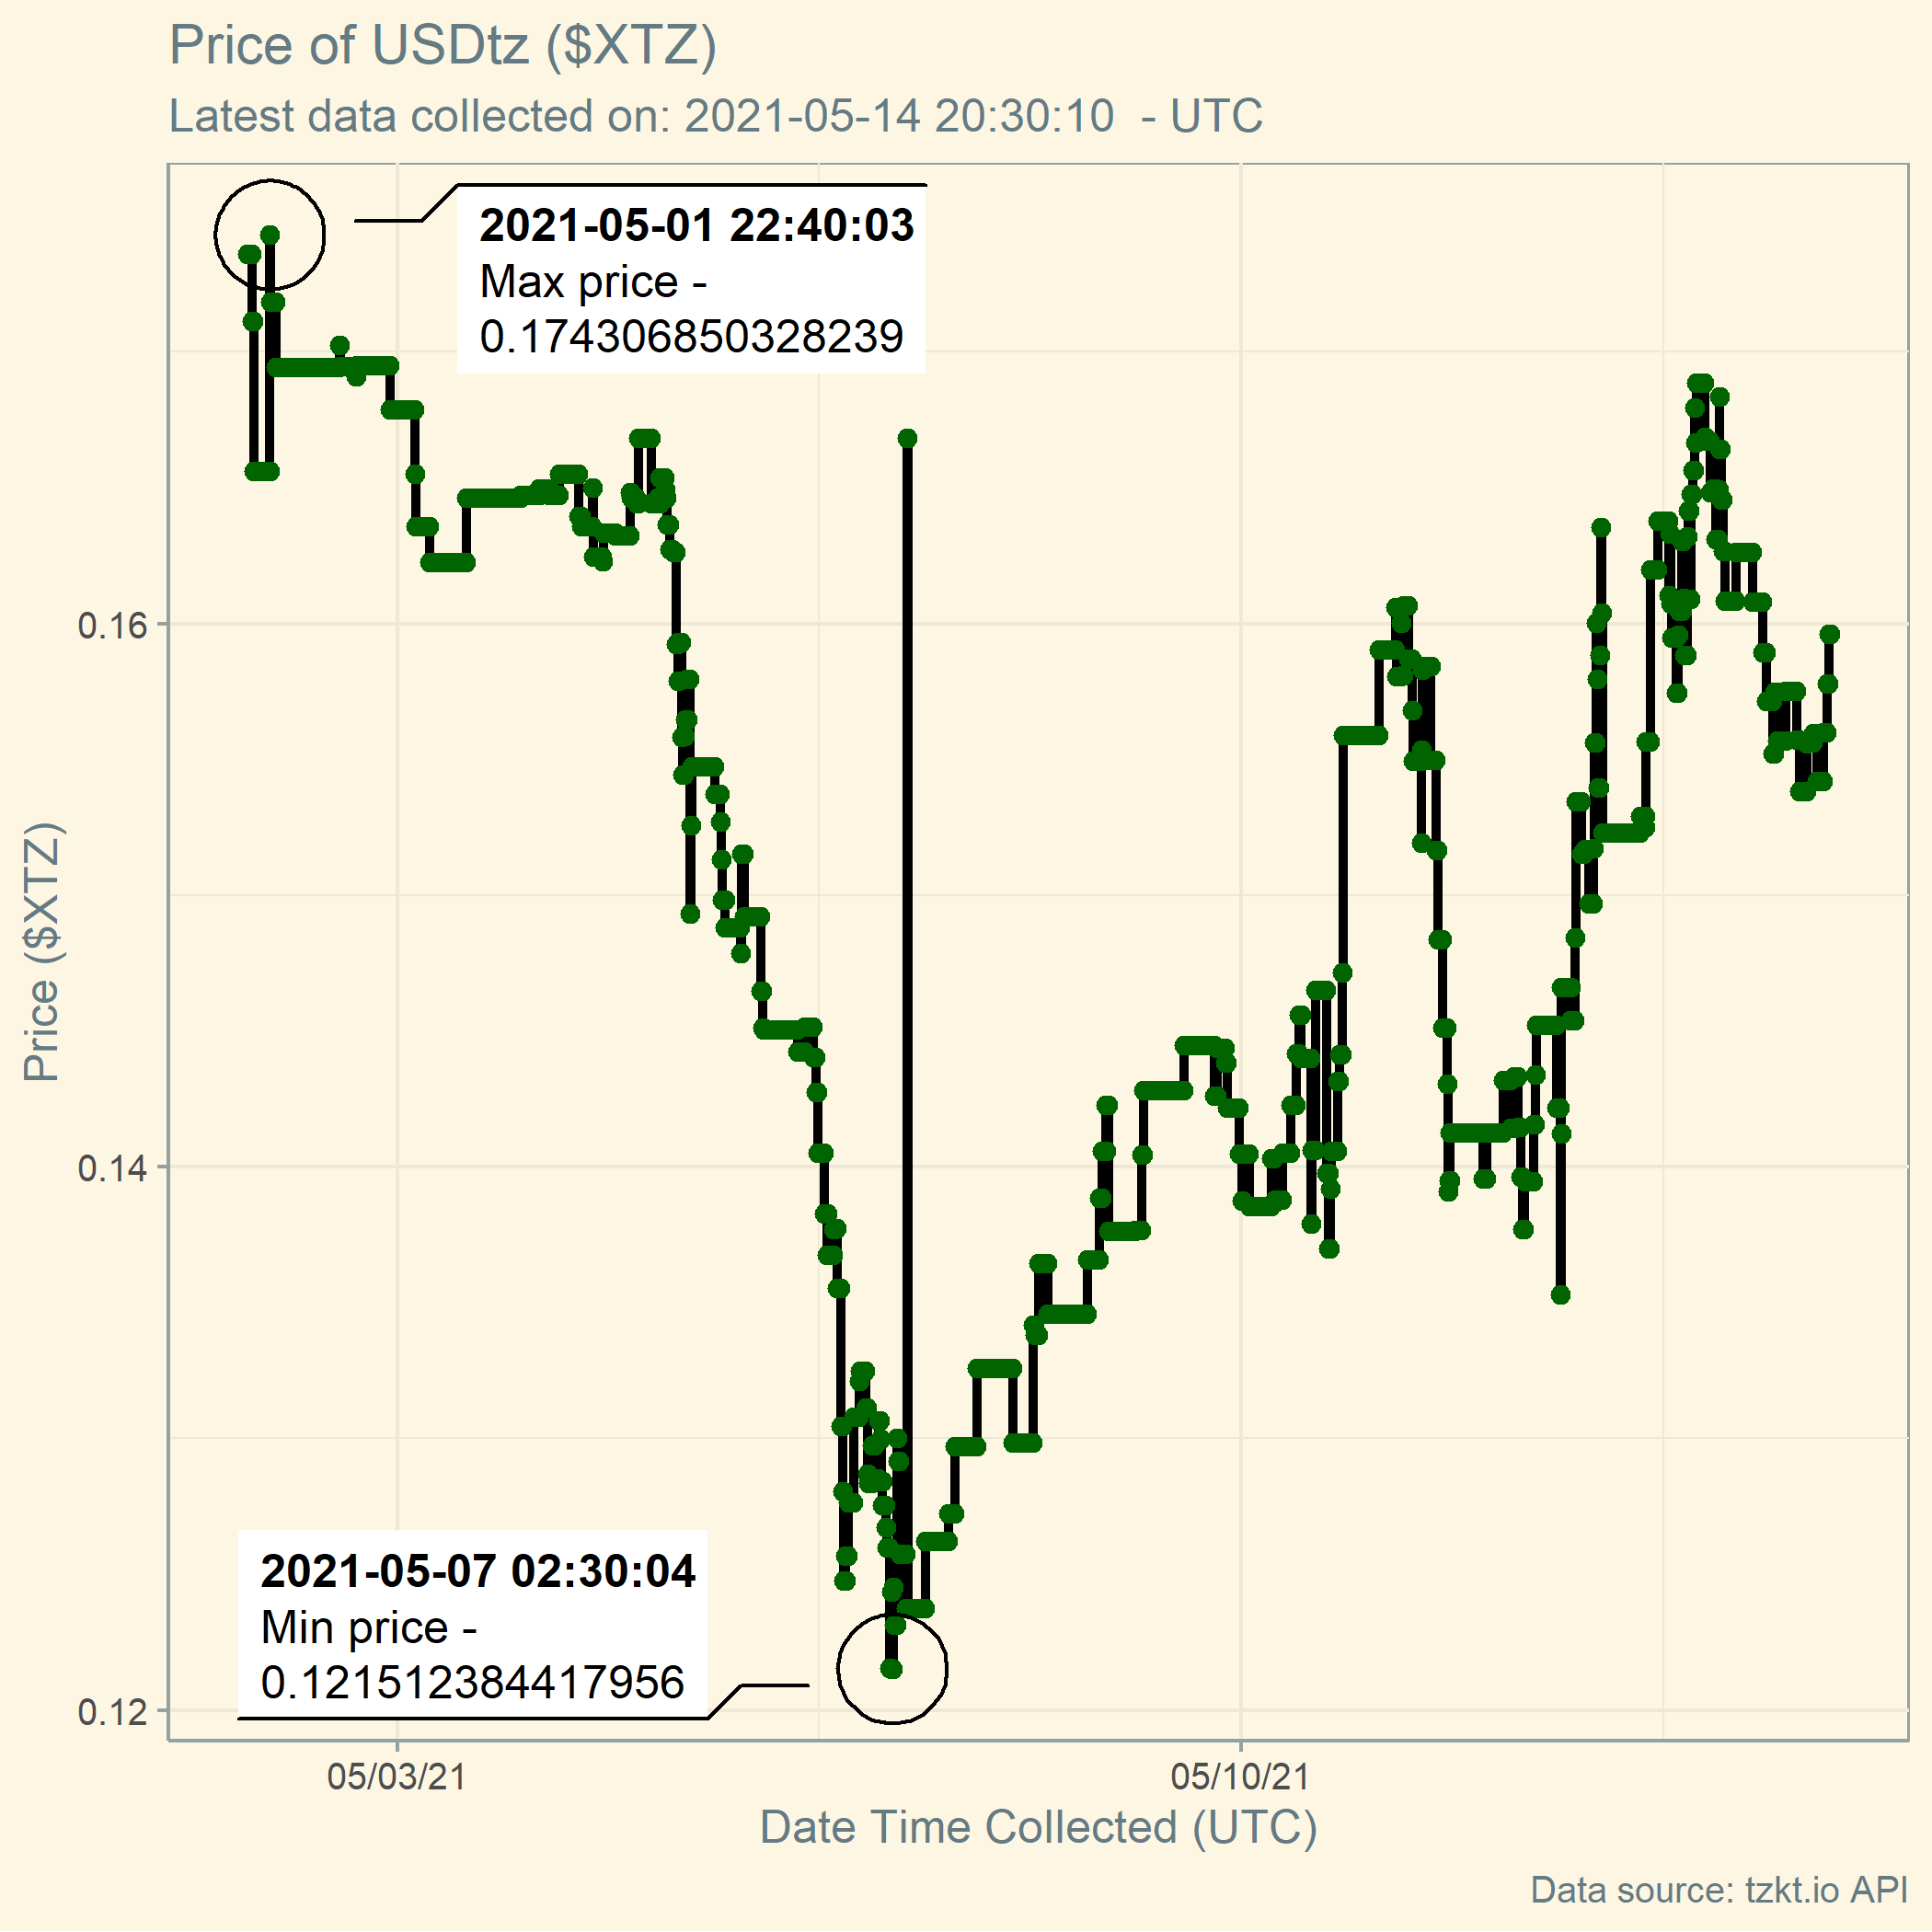 Price of USDtz ($XTZ)
Latest data collected on: 2021-05-14 20:30:10  - UTC
2021-05-01 22:40:03
Max price -
0.174306850328239
0.16
0.14
0.12
Price ($XTZ)
2021-05-07 02:30:04
Min price -
0.121512384417956
05/03/21
05/10/21
Date Time Collected (UTC)
Data source: tzkt.io API